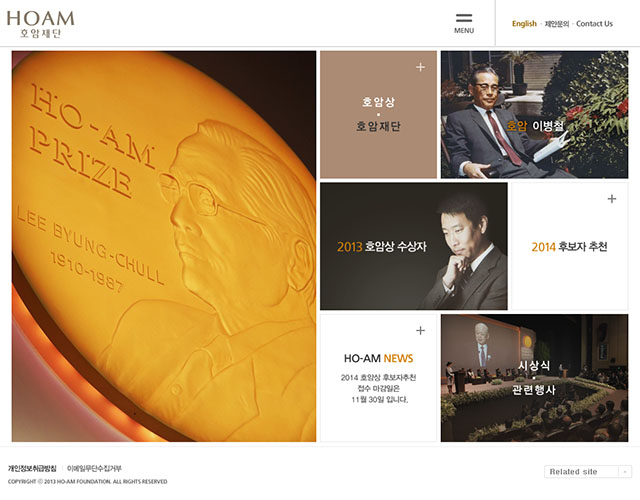 HOAM
호암재단
MENU
English · 제안문의 · Contact Us
HO-AM
PRIZE
LEE BYUNG-CHULL
1910-1987
호암상
호암재단
호암 이병철
2013 호암상 수상자
2014 후보자 추천
HO-AM NEWS
2014 호암상 후보자추천
접수 마감일은
11월 30일 입니다.
시상식
관련행사
개인정보취급방침 이메일무단수집거부
COPYRIGHT ⓒ 2013 HO-AM FOUNDATION. ALL RIGHTS RESERVED
Related site